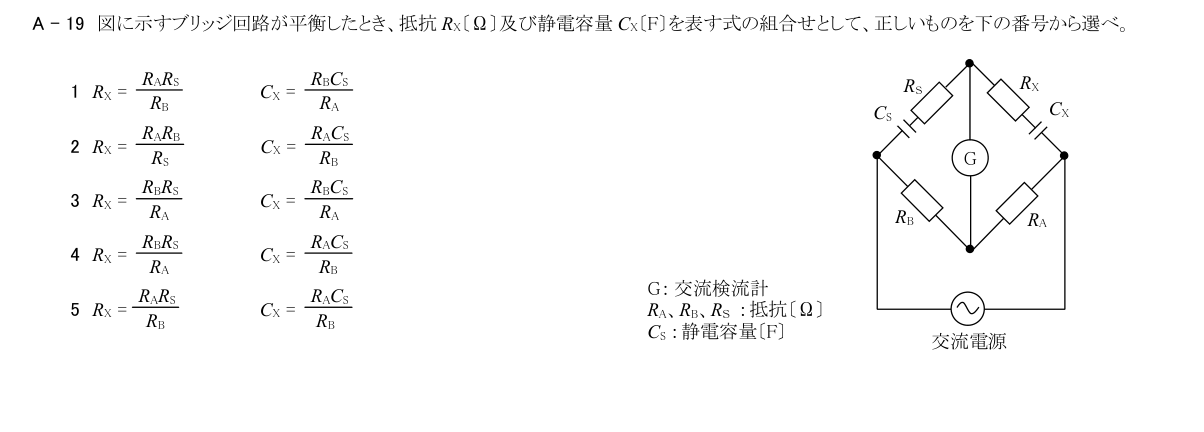 A－19 図に示すブリッジ回路が平衡したとき、抵抗 RX〔Ω〕及び静電容量 CX〔F〕を表す式の組合せとして、正しいものを下の番号から選べ。
1 RX = RARS/RB CX = RBCS/RA
2 RX = RARB/RS CX = RACS/RB
3 RX = RBRS/RA CX = RBCS/RA
4 RX = RBRS/RA CX = RACS/RB
5 RX = RARS/RB CX = RACS/RB
RS
RX
CS
CX
G
RB
RA
G: 交流検流計
RA、RB、RS : 抵抗〔Ω〕
CS : 静電容量〔F〕
交流電源